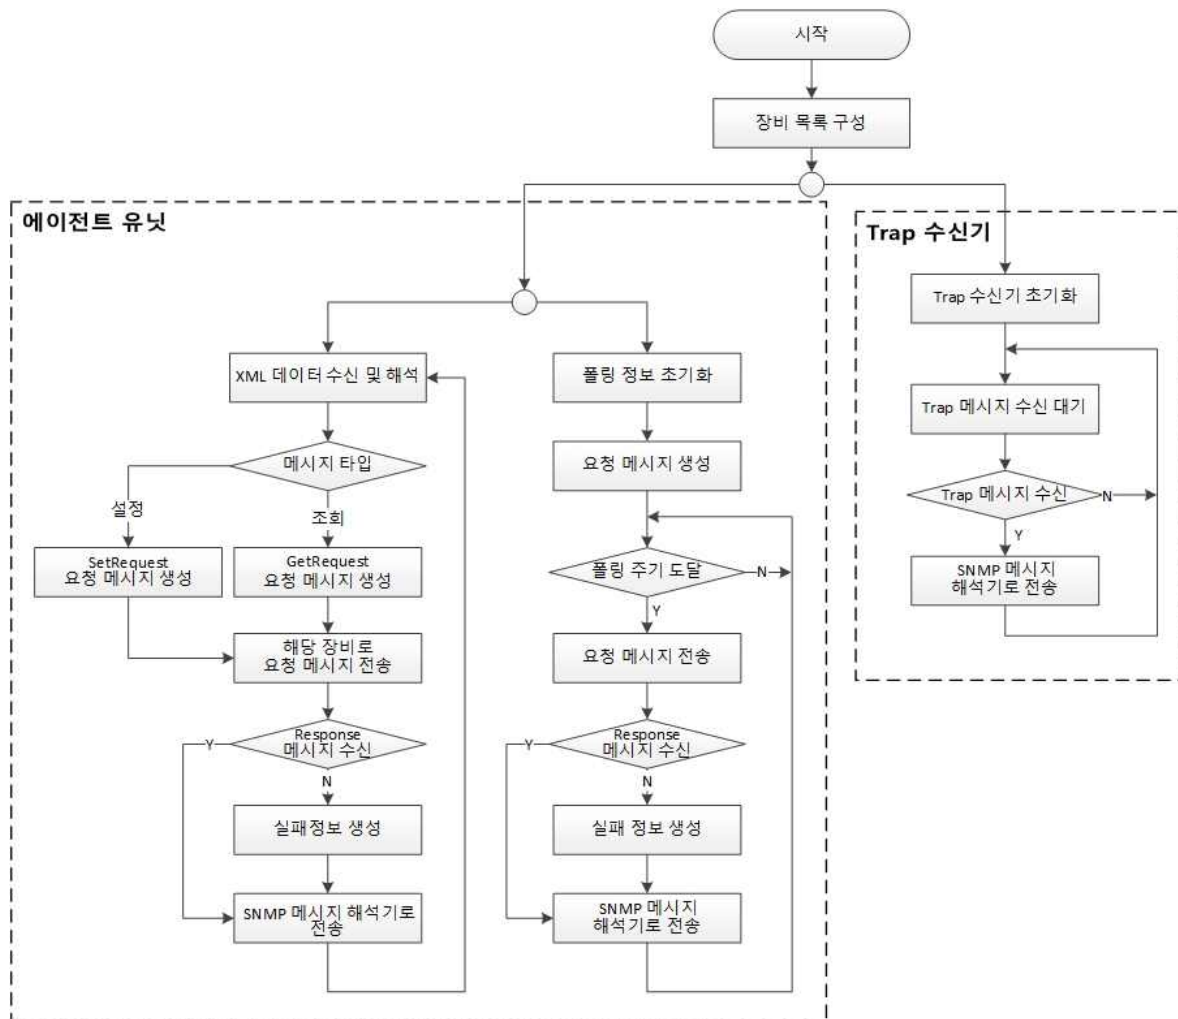 시작
장비 목록 구성
에이전트 유닛
XML 데이터 수신 및 해석
메시지 타입
설정
조회
SetRequest
요청 메시지 생성
GetRequest
요청 메시지 생성
해당 장비로
요청 메시지 전송
Response
메시지 수신
Y
N
실패정보 생성
SNMP 메시지 해석기로
전송
폴링 정보 초기화
요청 메시지 생성
폴링 주기 도달
N
Y
요청 메시지 전송
Response
메시지 수신
Y
N
실패 정보 생성
SNMP 메시지
해석기로 전송
Trap 수신기
Trap 수신기 초기화
Trap 메시지 수신 대기
Trap 메시지 수신
N
Y
SNMP 메시지
해석기로 전송